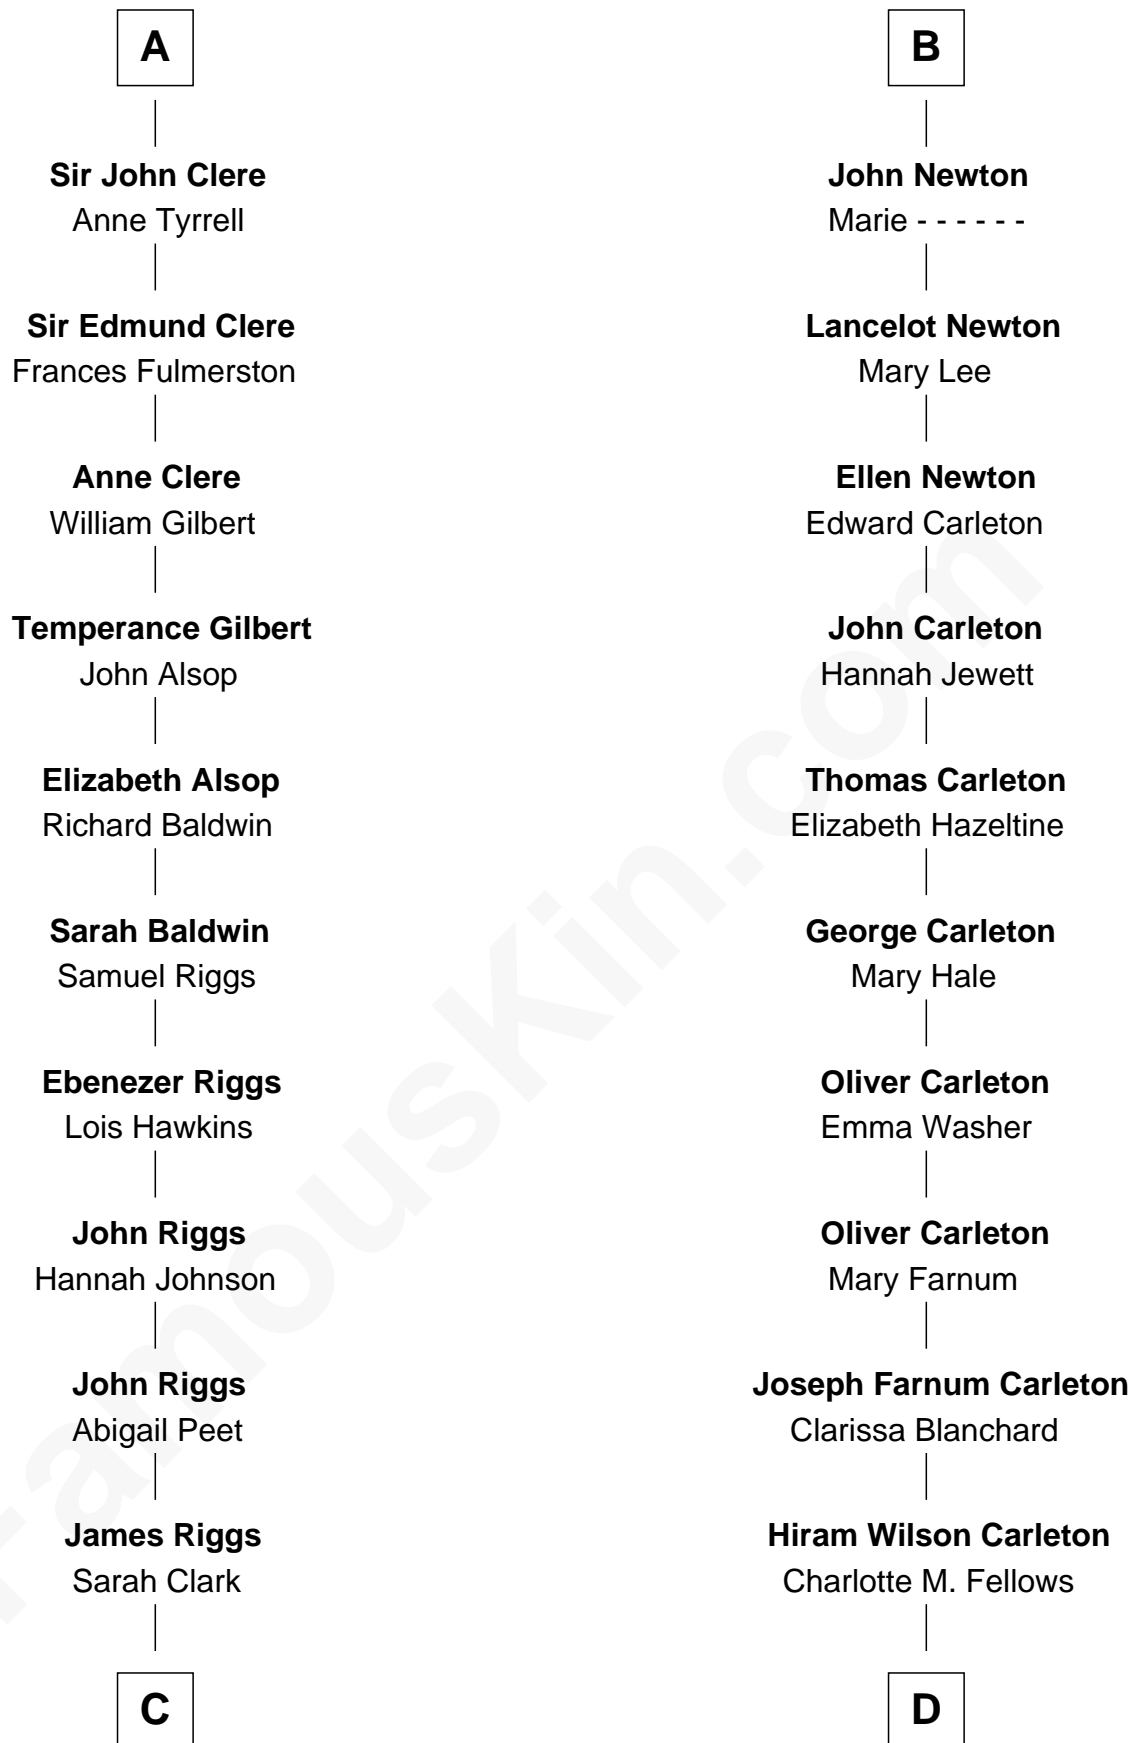 A
Sir John Clere
Anne Tyrrell
Sir Edmund Clere
Frances Fulmerston
Anne Clere
William Gilbert
Temperance Gilbert
John Alsop
Elizabeth Alsop
Richard Baldwin
Sarah Baldwin
Samuel Riggs
Ebenezer Riggs
Lois Hawkins
John Riggs
Hannah Johnson
John Riggs
Abigail Peet
James Riggs
Sarah Clark
C
B
John Newton
Marie - - - - - -
Lancelot Newton
Mary Lee
Ellen Newton
Edward Carleton
John Carleton
Hannah Jewett
Thomas Carleton
Elizabeth Hazeltine
George Carleton
Mary Hale
Oliver Carleton
Emma Washer
Oliver Carleton
Mary Farnum
Joseph Farnum Carleton
Clarissa Blanchard
Hiram Wilson Carleton
Charlotte M. Fellows
D
FamousKin.com